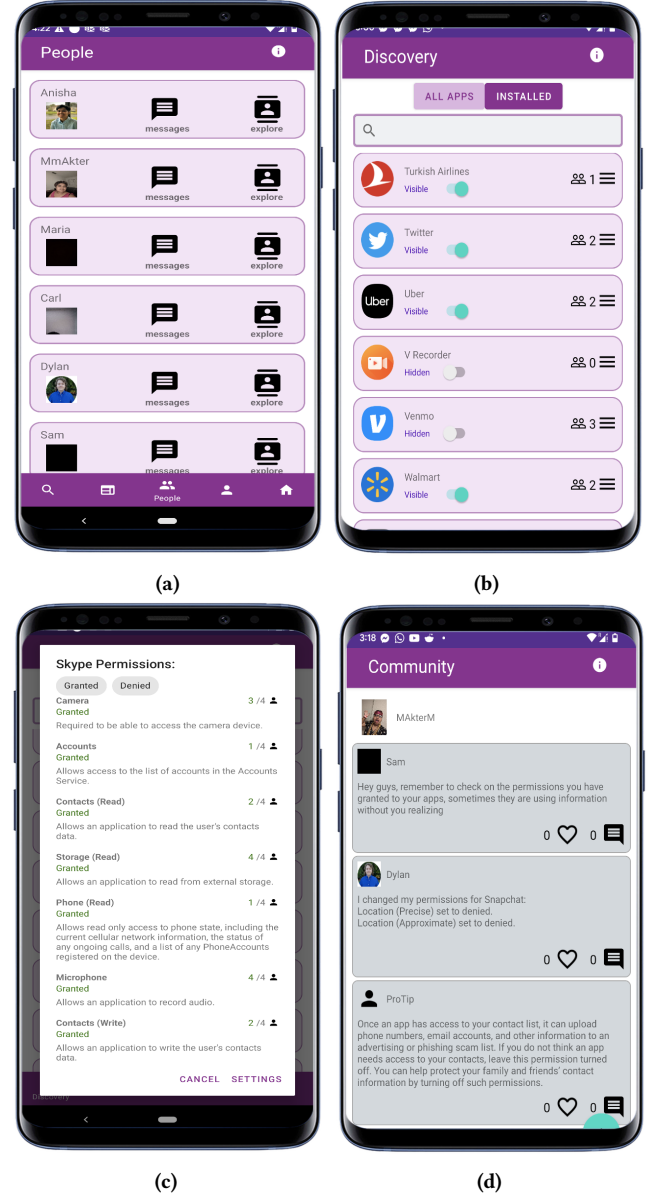 4:22
People
Anisha
messages
explore
MmAkter
messages
explore
Maria
messages
explore
Carl
messages
explore
Dylan
messages
explore
Sam
messages
explore
People
(a)
Discovery
ALL APPS
INSTALLED
Turkish Airlines
Visible
1
Twitter
Visible
2
Uber
Uber
Visible
2
V Recorder
Hidden
0
Venmo
Hidden
3
Walmart
Visible
2
(b)
Skype Permissions:
Granted
Denied
Camera
3 /4
Granted
Required to be able to access the camera device.
Accounts
1 /4
Granted
Allows access to the list of accounts in the Accounts
Service.
Contacts (Read)
2 /4
Granted
Allows an application to read the user's contacts
data.
Storage (Read)
4 /4
Granted
Allows an application to read from external storage.
Phone (Read)
1 /4
Granted
Allows read only access to phone state, including the
current cellular network information, the status of
any ongoing calls, and a list of any PhoneAccounts
registered on the device.
Microphone
4 /4
Granted
Allows an application to record audio.
Contacts (Write)
2 /4
Granted
Allows an application to write the user's contacts
data.
CANCEL
SETTINGS
Discovery
(c)
3:18
Community
MAkterM
Sam
Hey guys, remember to check on the permissions you have
granted to your apps, sometimes they are using information
without you realizing
0
0
Dylan
I changed my permissions for Snapchat:
Location (Precise) set to denied.
Location (Approximate) set to denied.
0
0
ProTip
Once an app has access to your contact list, it can upload
phone numbers, email accounts, and other information to an
advertising or phishing scam list. If you do not think an app
needs access to your contacts, leave this permission turned
off. You can help protect your family and friends' contact
information by turning off such permissions.
0
0
(d)